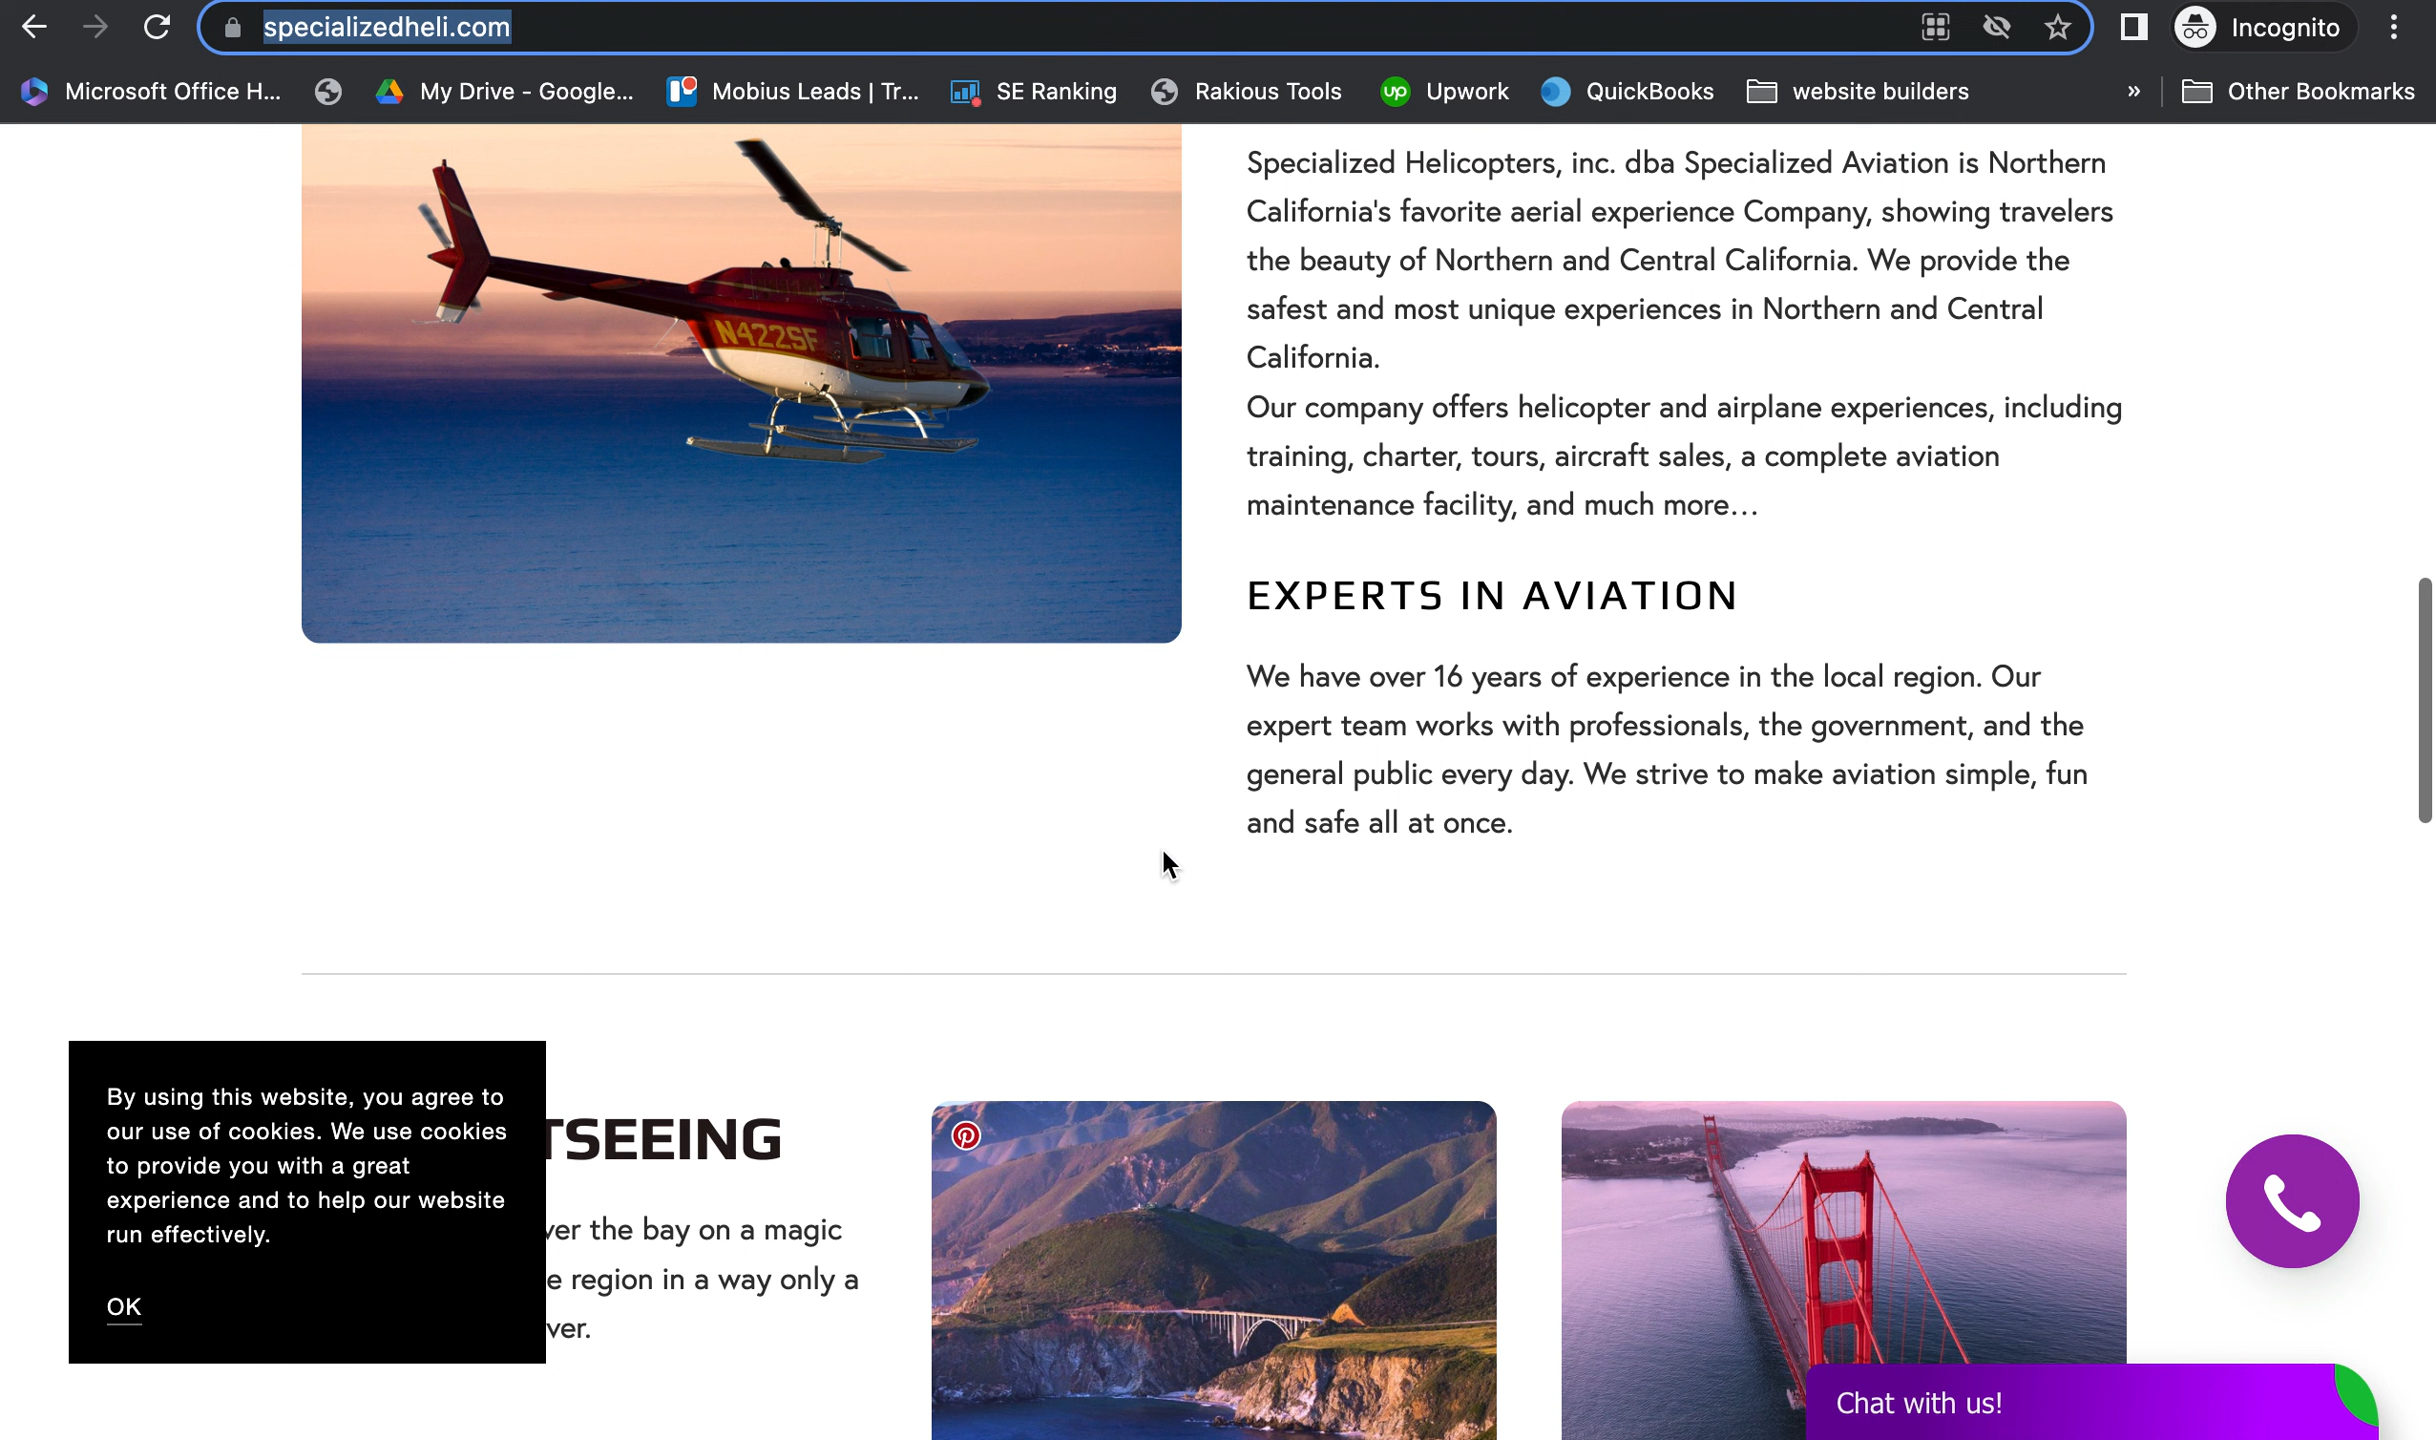 specializedheli.com
Incognito
Microsoft Office H...
My Drive - Google...
Mobius Leads | Tr...
SE Ranking
Rakious Tools
up Upwork
QuickBooks
website builders
»
Other Bookmarks
N422SF
Specialized Helicopters, inc. dba Specialized Aviation is Northern
California's favorite aerial experience Company, showing travelers
the beauty of Northern and Central California. We provide the
safest and most unique experiences in Northern and Central
California.
Our company offers helicopter and airplane experiences, including
training, charter, tours, aircraft sales, a complete aviation
maintenance facility, and much more...
EXPERTS IN AVIATION
We have over 16 years of experience in the local region. Our
expert team works with professionals, the government, and the
general public every day. We strive to make aviation simple, fun
and safe all at once.
By using this website, you agree to
our use of cookies. We use cookies
to provide you with a great
experience and to help our website
run effectively.
OK
TSEEING
ver the bay on a magic
e region in a way only a
ver.
Chat with us!